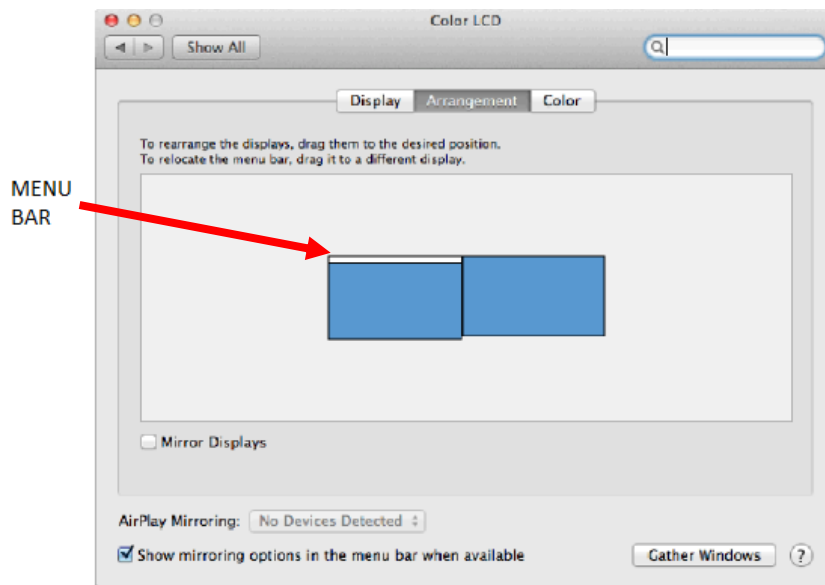 Color LCD
Show All
Display Arrangement Color
To rearrange the displays, drag them to the desired position.
To relocate the menu bar, drag it to a different display.
MENU
BAR
Mirror Displays
AirPlay Mirroring: No Devices Detected
Show mirroring options in the menu bar when available
Gather Windows ?